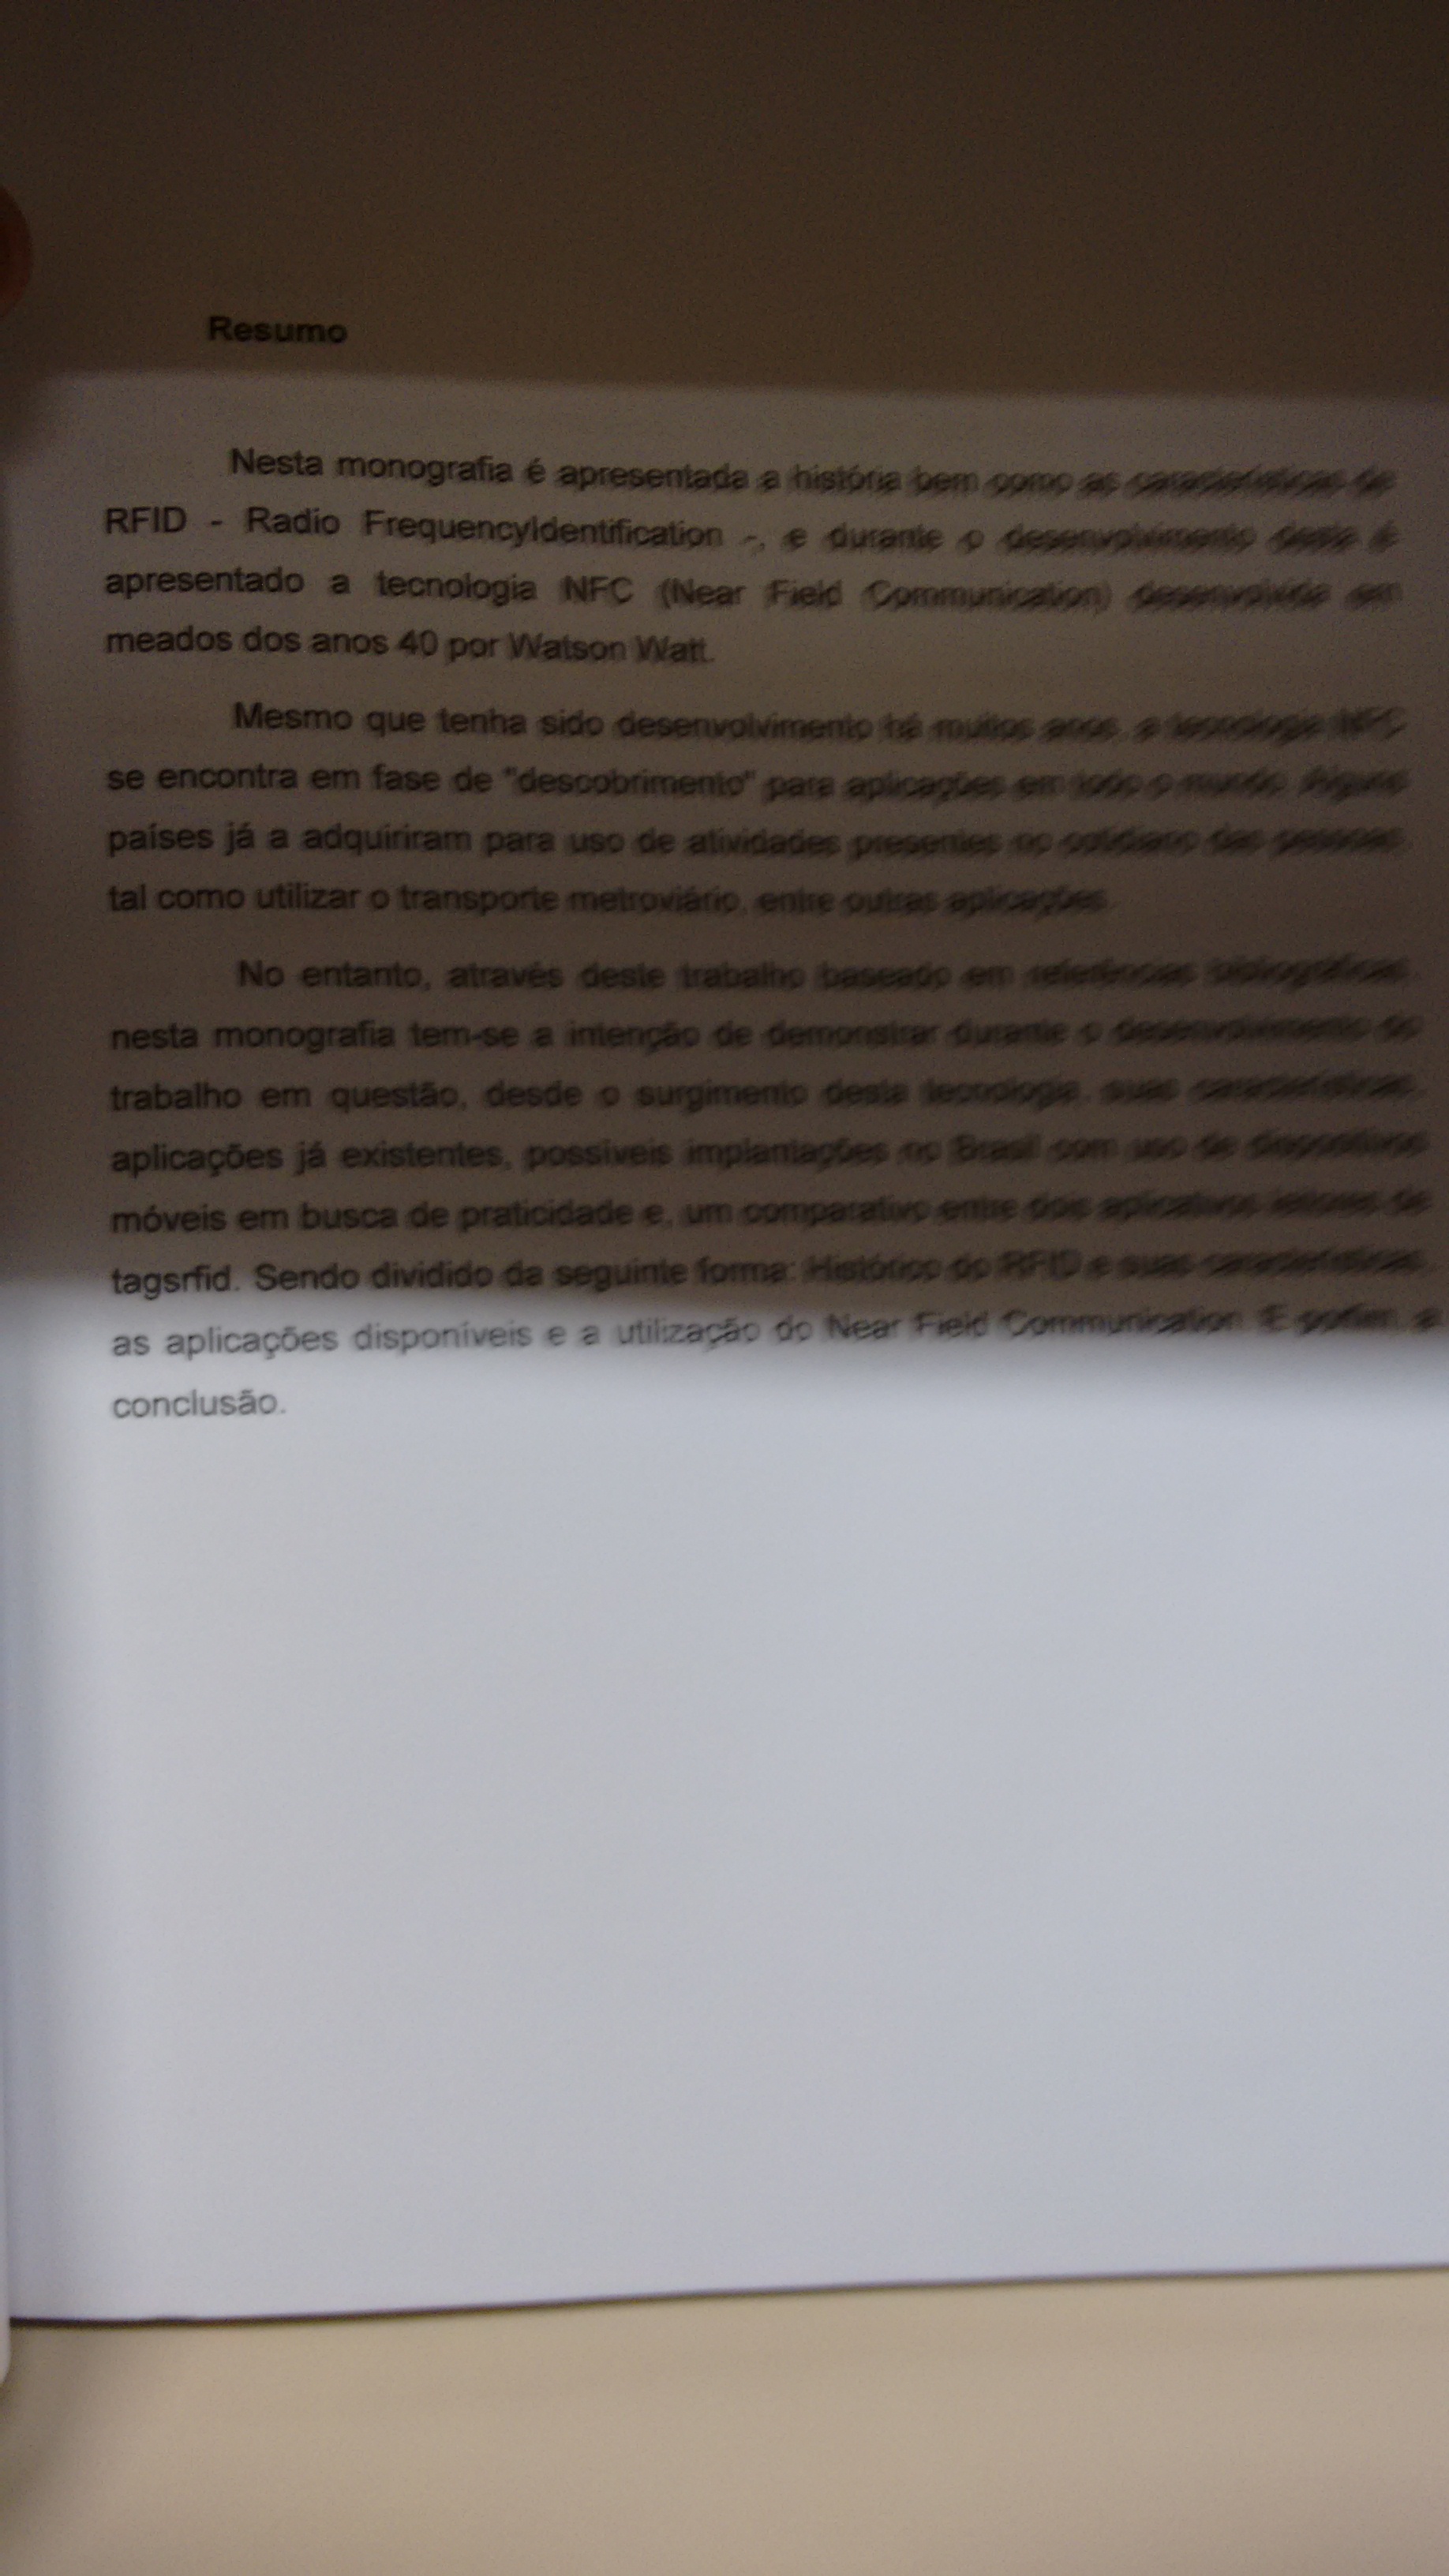 Resumo
Nesta monografia é apresentada a história bem como as características de
RFID - Radio FrequencyIdentification -, e durante o desenvolvimento deste é
apresentado a tecnologia NFC (Near Field Communication) desenvolvida em
meados dos anos 40 por Watson Watt.
Mesmo que tenha sido desenvolvimento há muitos anos, a tecnologia NFC,
se encontra em fase de "descobrimento" para aplicações em todo o mundo.
países já a adquiriram para uso de atividades presentes no cotidiano das pessoas,
tal como utilizar o transporte metroviário, entre outras aplicações.
No entanto, através deste trabalho baseado em referências
nesta monografia tem-se a intenção de demonstrar durante o desenvolvimento do
trabalho em questão, desde o surgimento desta tecnologia, suas características,
aplicações já existentes, possíveis implantações no Brasil com uso de dispositivos
móveis em busca de praticidade e, um comparativo entre dois aplicativos leitores de
tagsrfid. Sendo dividido da seguinte forma: Histórico do RFID e suas características,
as aplicações disponíveis e a utilização do Near Field Communication. E porfim, a
conclusão.